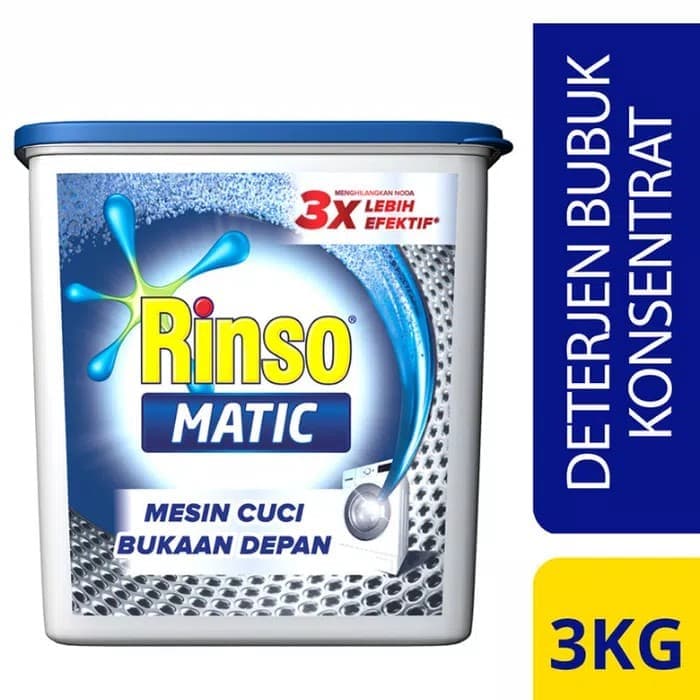 MENGHILANGKAN NODA
3X LEBIH
EFEKTIF*
Rinso®
MATIC
MESIN CUCI
BUKAAN DEPAN
DETERJEN BUBUK
KONSENTRAT
3KG